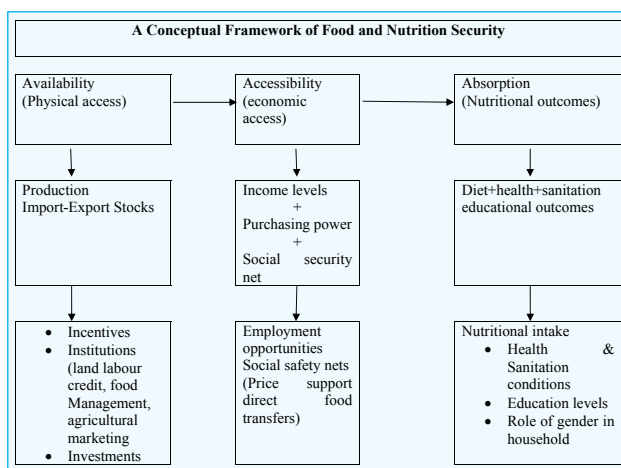 A Conceptual Framework of Food and Nutrition Security
Availability
(Physical access)
Accessibility
(economic
access)
Absorption
(Nutritional outcomes)
Production
Import-Export Stocks
Income levels
+
Purchasing power
+
Social security
net
Diet+health+sanitation
educational outcomes
• Incentives
• Institutions
(land labour
credit, food
Management,
agricultural
marketing
• Investments
Employment
opportunities
Social safety nets
(Price support
direct food
transfers)
Nutritional intake
• Health &
Sanitation
conditions
• Education levels
• Role of gender in
household